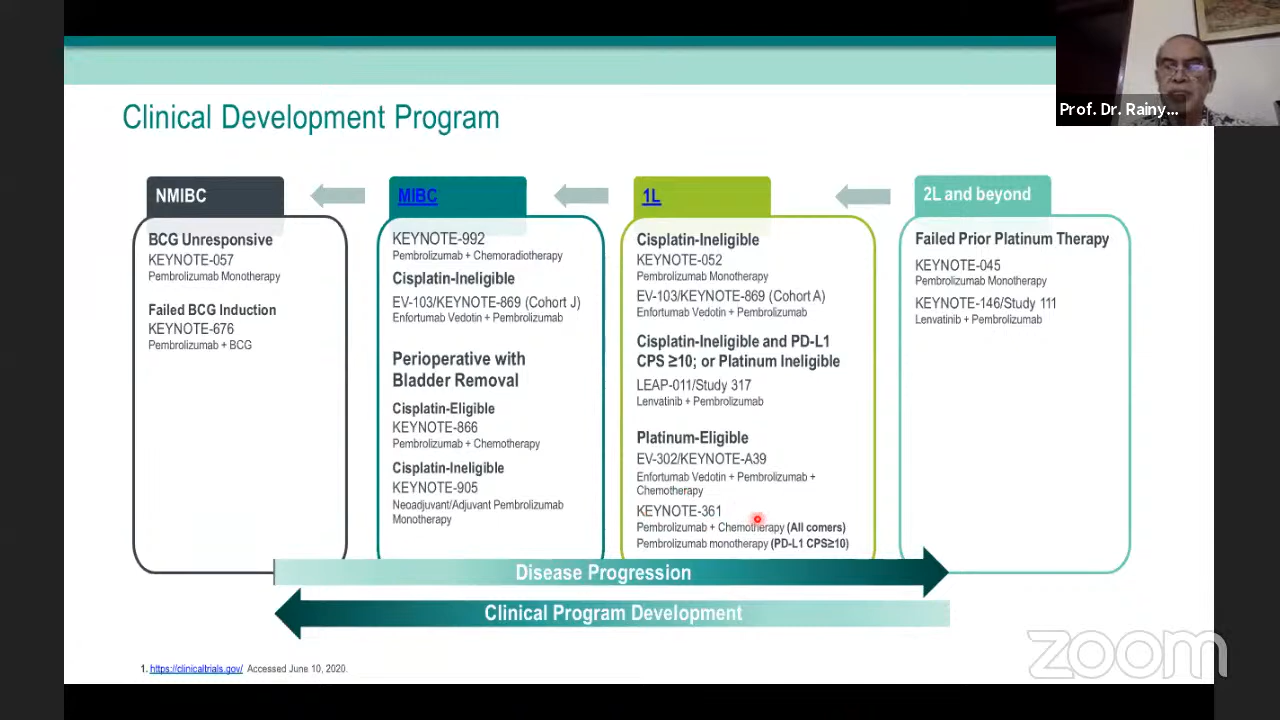 Prof. Dr. Rainy...
Clinical Development Program
NMIBC
BCG Unresponsive
KEYNOTE-057
Pembrolizumab Monotherapy
Failed BCG Induction
KEYNOTE-676
Pembrolizumab + BCG
MIBC
KEYNOTE-992
Pembrolizumab + Chemoradiotherapy
Cisplatin-Ineligible
EV-103/KEYNOTE-869 (Cohort J)
Enfortumab Vedotin + Pembrolizumab
Perioperative with
Bladder Removal
Cisplatin-Eligible
KEYNOTE-866
Pembrolizumab + Chemotherapy
Cisplatin-Ineligible
KEYNOTE-905
Neoadjuvant/Adjuvant Pembrolizumab
Monotherapy
1L
Cisplatin-Ineligible
KEYNOTE-052
Pembrolizumab Monotherapy
EV-103/KEYNOTE-869 (Cohort A)
Enfortumab Vedotin + Pembrolizumab
Cisplatin-Ineligible and PD-L1
CPS ≥10; or Platinum Ineligible
LEAP-011/Study 317
Lenvatinib + Pembrolizumab
Platinum-Eligible
EV-302/KEYNOTE-A39
Enfortumab Vedotin + Pembrolizumab +
Chemotherapy
KEYNOTE-361
Pembrolizumab + Chemotherapy (All comers)
Pembrolizumab monotherapy (PD-L1 CPS≥10)
2L and beyond
Failed Prior Platinum Therapy
KEYNOTE-045
Pembrolizumab Monotherapy
KEYNOTE-146/Study 111
Lenvatinib + Pembrolizumab
Disease Progression
Clinical Program Development
1. https://clinicaltrials.gov/ Accessed June 10, 2020.
zoom